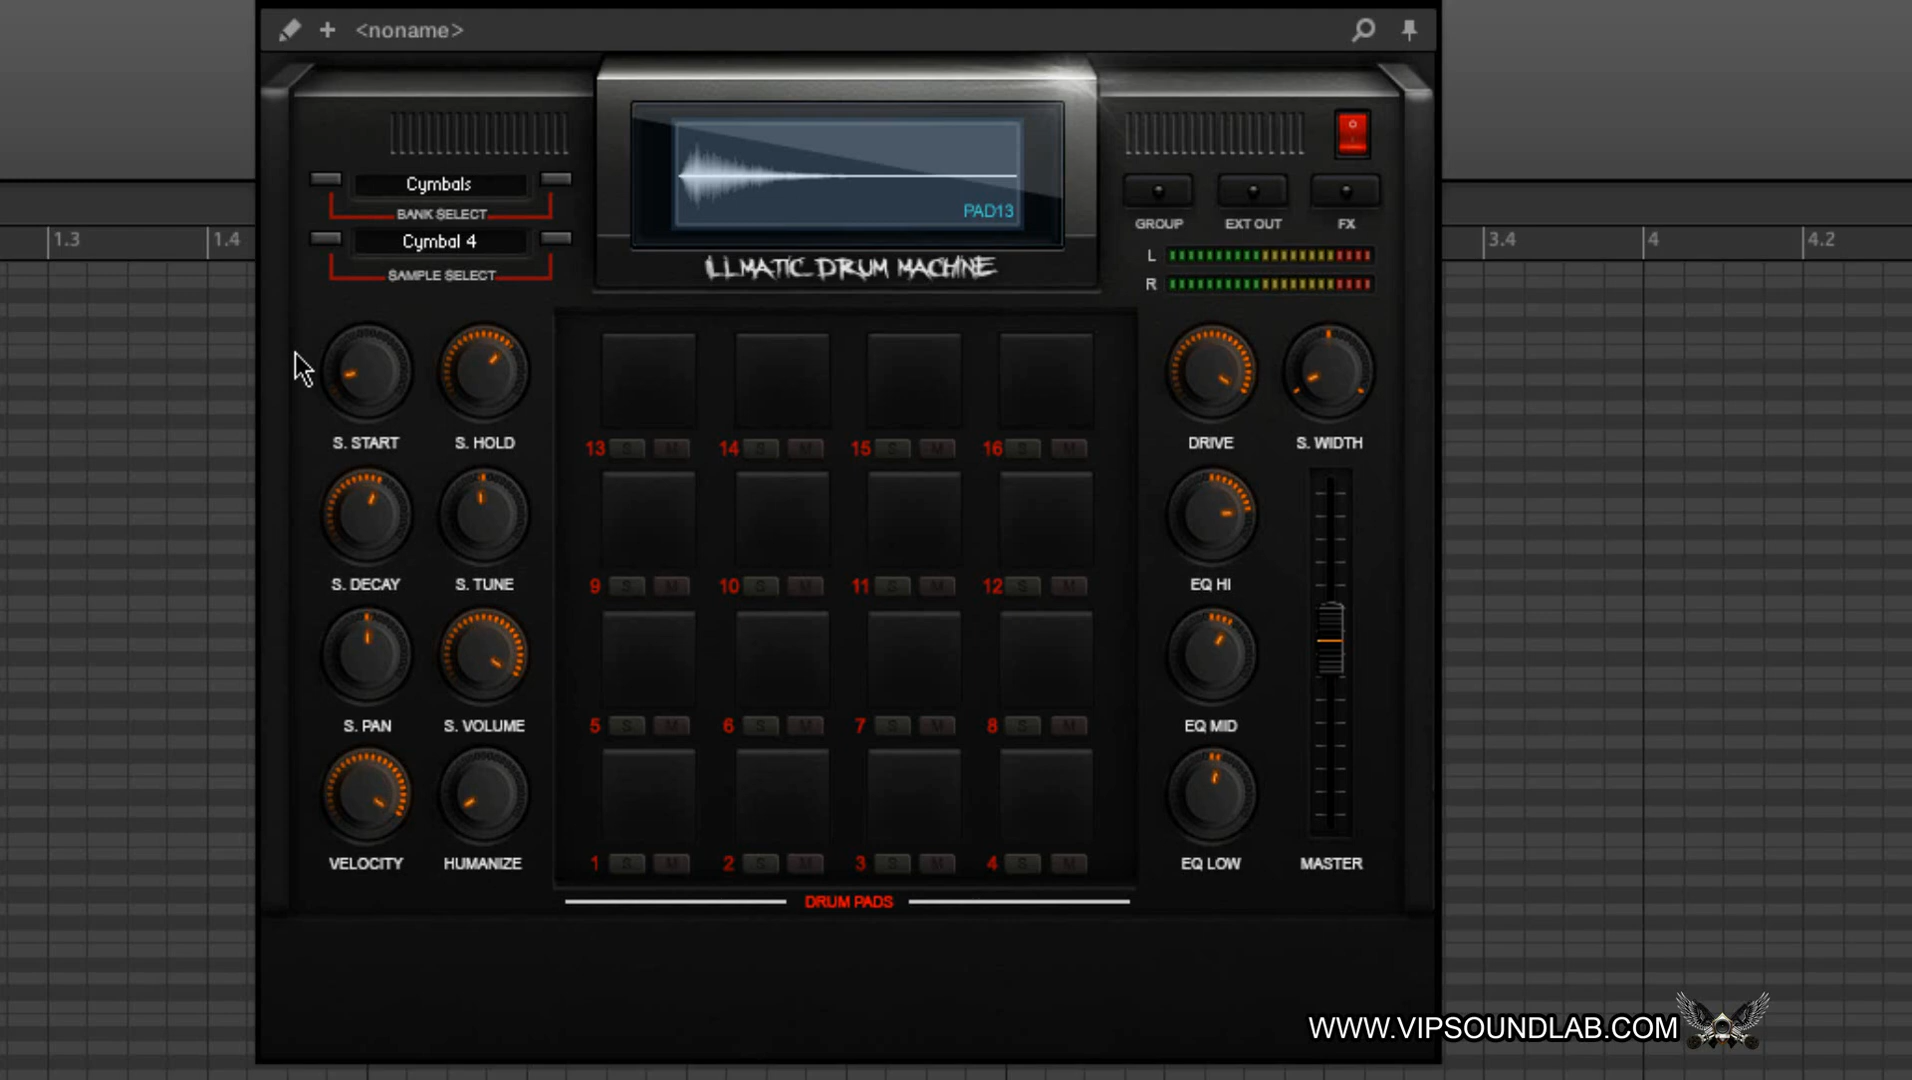 <noname>
Cymbals
BANK SELECT
Cymbal 4
SAMPLE SELECT
PAD13
ILLMATIC DRUM MACHINE
GROUP EXT OUT FX
L
R
1.3 1.4
3.4 4 4.2
S. START S. HOLD
S. DECAY S. TUNE
S. PAN S. VOLUME
VELOCITY HUMANIZE
13 S M 14 S M 15 S M 16 S M
9 S M 10 S M 11 S M 12 S M
5 S M 6 S M 7 S M 8 S M
1 S M 2 S M 3 S M 4 S M
DRUM PADS
DRIVE S. WIDTH
EQ HI
EQ MID
EQ LOW MASTER
WWW.VIPSOUNDLAB.COM